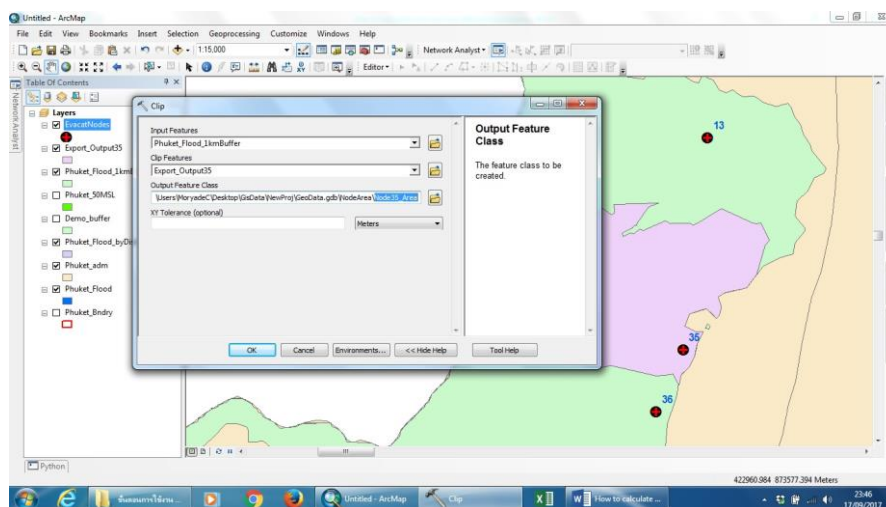 Untitled - ArcMap
File Edit View Bookmarks Insert Selection Geoprocessing Customize Windows Help
1:15,000
Network Analyst
Editor
Table Of Contents
Network Analyst
Layers
EvacatNodes
Export_Output35
Phuket_Flood_1kmB
Phuket_50MSL
Demo_buffer
Phuket_Flood_byDi
Phuket_adm
Phuket_Flood
Phuket_Bndry
Clip
Input Features
Phuket_Flood_1kmBuffer
Clip Features
Export_Output35
Output Feature Class
\Users\MoryadeC\Desktop\GisData\NewProj\GeoData.gdb\NodeArea\Node35_Area
XY Tolerance (optional)
Meters
OK Cancel Environments... << Hide Help Tool Help
Output Feature Class
The feature class to be created.
13
35
36
Python
422960.984 873577.394 Meters
Untitled - ArcMap
Clip
How to calculate ...
23:46
17/09/2017